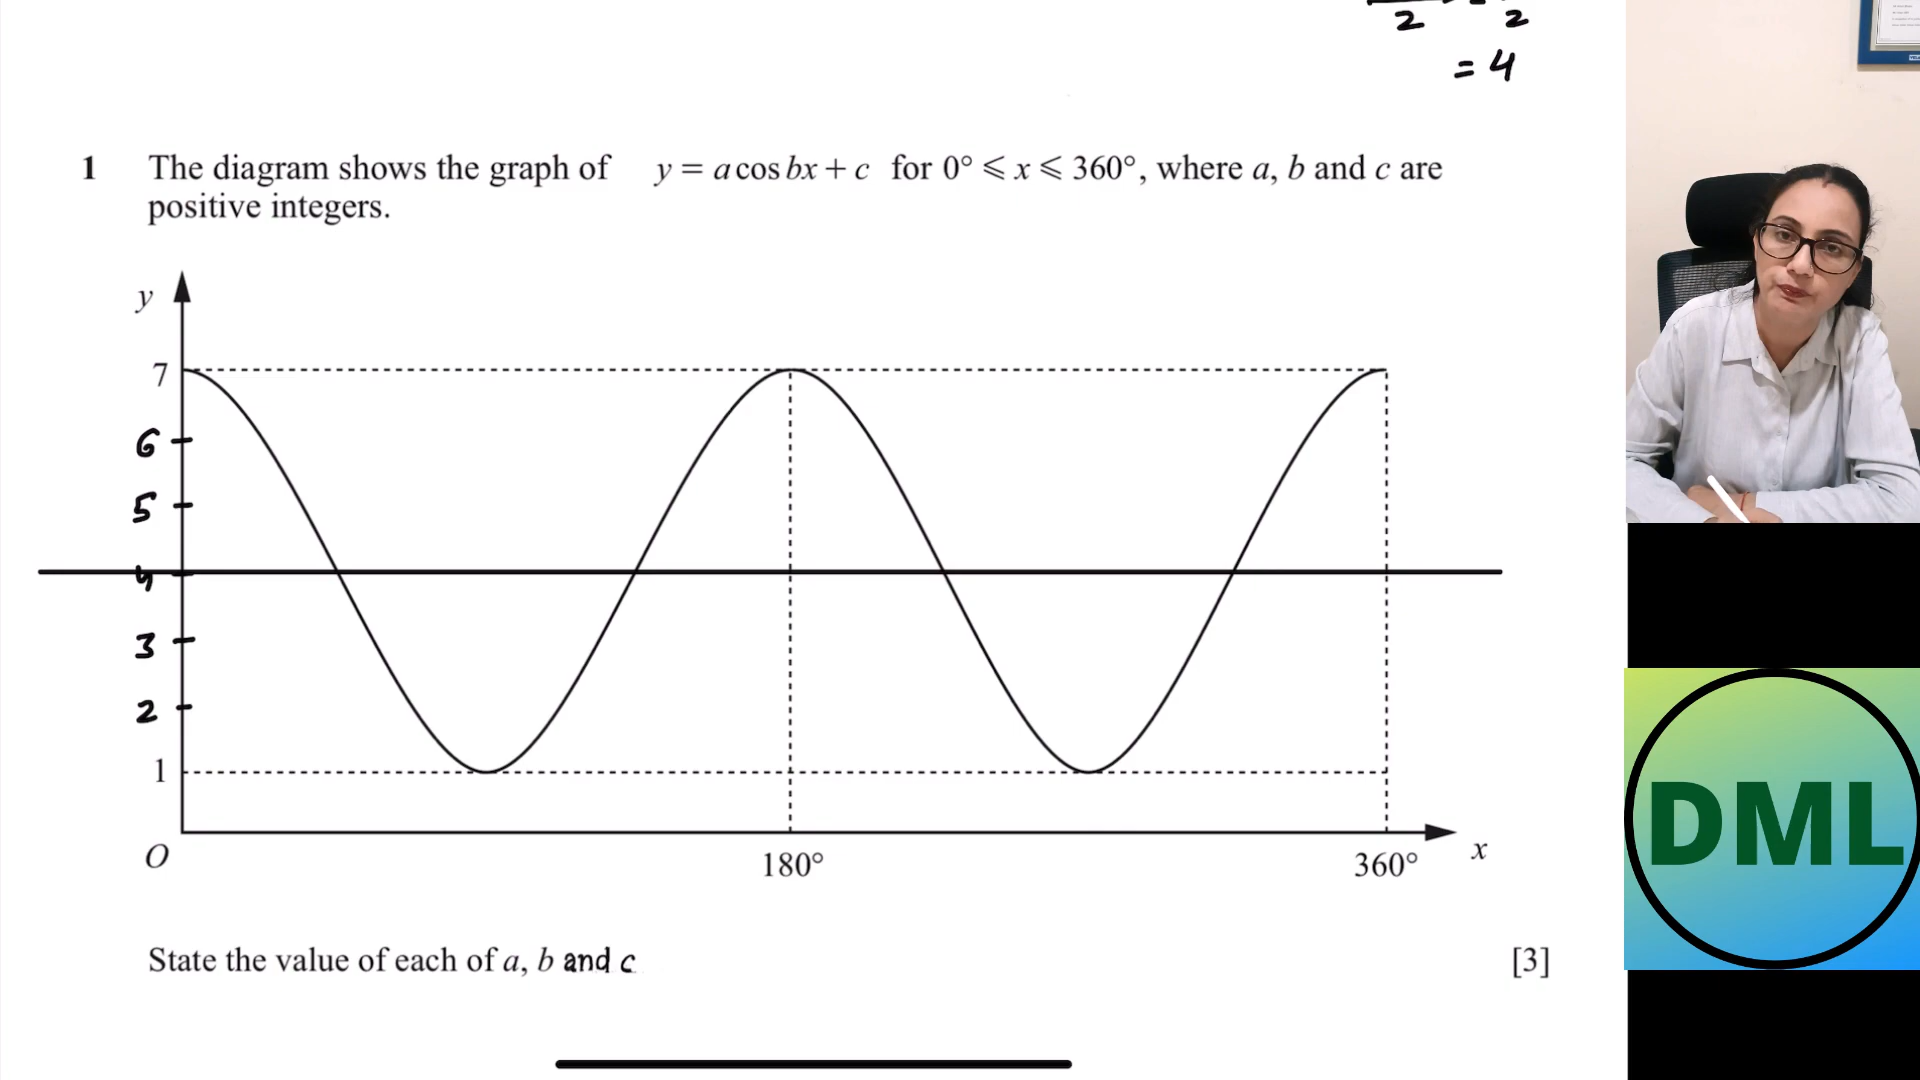 2 2
= 4
1 The diagram shows the graph of y = a cos bx + c for 0° ⩽ x ⩽ 360°, where a, b and c are
positive integers.
y
7
6
5
4
3
2
1
O 180° 360° x
State the value of each of a, b and c [3]
DML